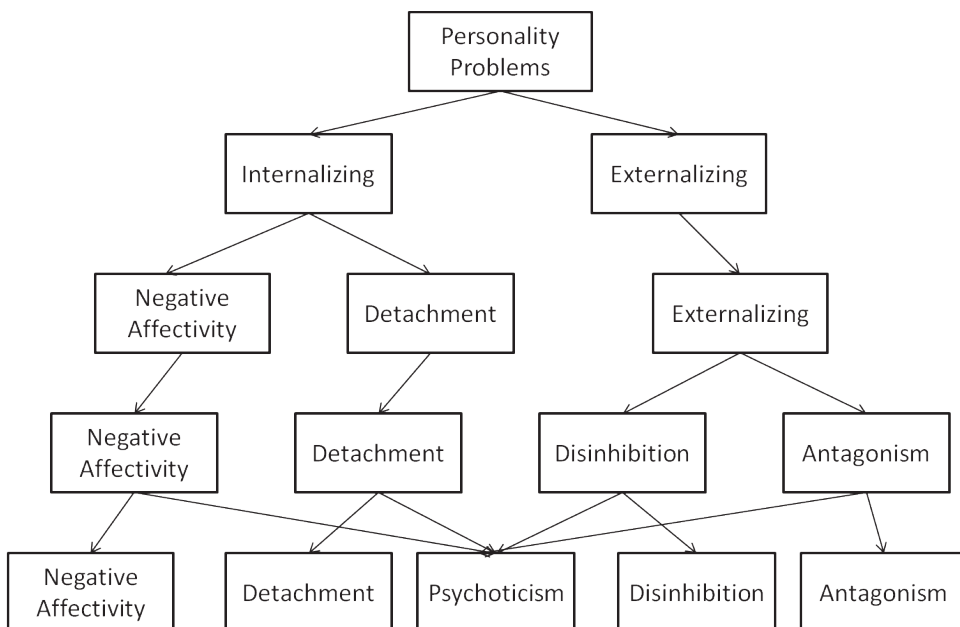 Personality
Problems
Internalizing
Externalizing
Negative
Affectivity
Detachment
Externalizing
Negative
Affectivity
Detachment
Disinhibition
Antagonism
Negative
Affectivity
Detachment
Psychoticism
Disinhibition
Antagonism